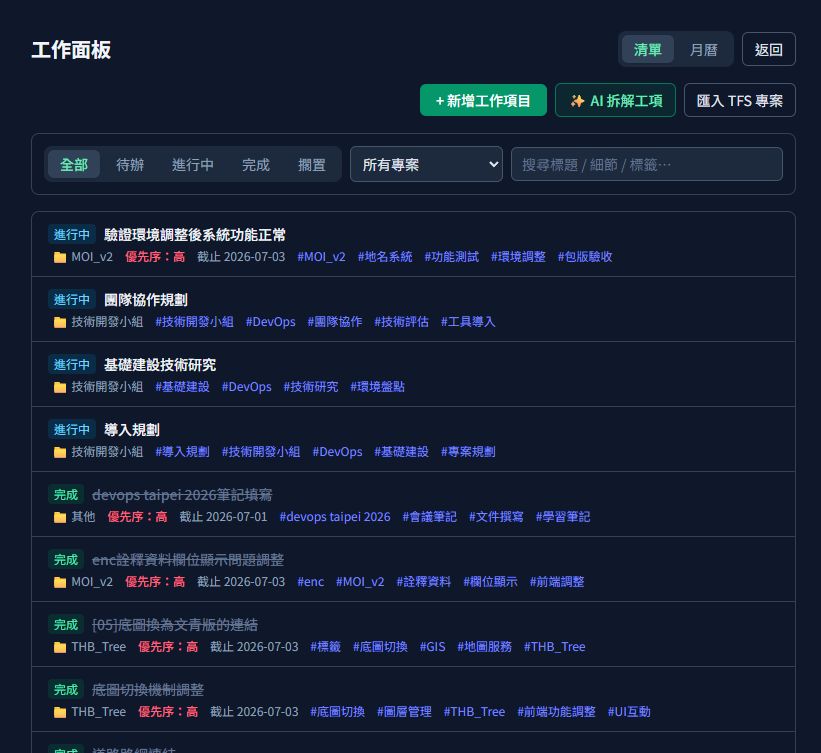 工作面板
清單 月曆 返回
+ 新增工作項目 ✨ AI 拆解工項 匯入 TFS 專案
全部 待辦 進行中 完成 擱置 所有專案 搜尋標題 / 細節 / 標籤…
進行中 驗證環境調整後系統功能正常
MOI_v2 優先序：高 截止 2026-07-03 #MOI_v2 #地名系統 #功能測試 #環境調整 #包版驗收
進行中 團隊協作規劃
技術開發小組 #技術開發小組 #DevOps #團隊協作 #技術評估 #工具導入
進行中 基礎建設技術研究
技術開發小組 #基礎建設 #DevOps #技術研究 #環境盤點
進行中 導入規劃
技術開發小組 #導入規劃 #技術開發小組 #DevOps #基礎建設 #專案規劃
完成 devops taipei 2026筆記填寫
其他 優先序：高 截止 2026-07-01 #devops taipei 2026 #會議筆記 #文件撰寫 #學習筆記
完成 enc詮釋資料欄位顯示問題調整
MOI_v2 優先序：高 截止 2026-07-03 #enc #MOI_v2 #詮釋資料 #欄位顯示 #前端調整
完成 [05]底圖換為文青版的連結
THB_Tree 優先序：高 截止 2026-07-03 #標籤 #底圖切換 #GIS #地圖服務 #THB_Tree
完成 底圖切換機制調整
THB_Tree 優先序：高 截止 2026-07-03 #底圖切換 #圖層管理 #THB_Tree #前端功能調整 #UI互動
完成